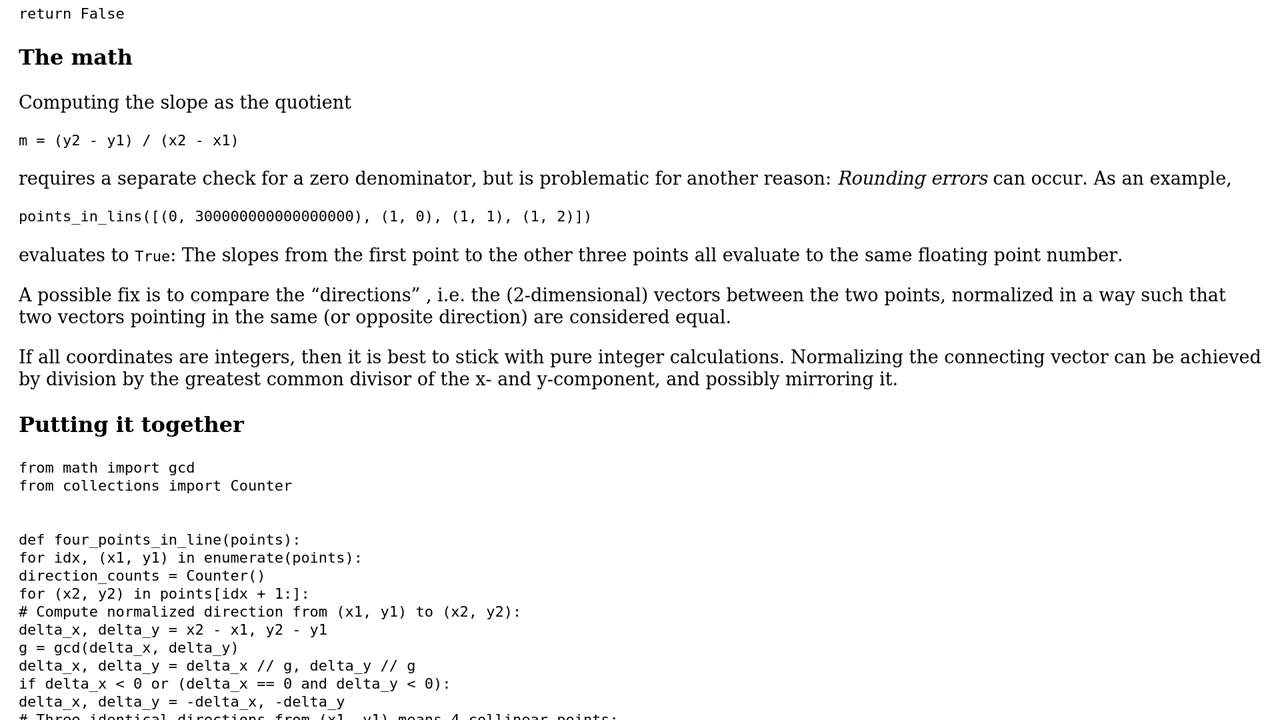 return False
The math
Computing the slope as the quotient
m = (y2 - y1) / (x2 - x1)
requires a separate check for a zero denominator, but is problematic for another reason: Rounding errors can occur. As an example,
points_in_lins([(0, 300000000000000000), (1, 0), (1, 1), (1, 2)])
evaluates to True: The slopes from the first point to the other three points all evaluate to the same floating point number.
A possible fix is to compare the “directions” , i.e. the (2-dimensional) vectors between the two points, normalized in a way such that
two vectors pointing in the same (or opposite direction) are considered equal.
If all coordinates are integers, then it is best to stick with pure integer calculations. Normalizing the connecting vector can be achieved
by division by the greatest common divisor of the x- and y-component, and possibly mirroring it.
Putting it together
from math import gcd
from collections import Counter
def four_points_in_line(points):
for idx, (x1, y1) in enumerate(points):
direction_counts = Counter()
for (x2, y2) in points[idx + 1:]:
# Compute normalized direction from (x1, y1) to (x2, y2):
delta_x, delta_y = x2 - x1, y2 - y1
g = gcd(delta_x, delta_y)
delta_x, delta_y = delta_x // g, delta_y // g
if delta_x < 0 or (delta_x == 0 and delta_y < 0):
delta_x, delta_y = -delta_x, -delta_y
# Three identical directions from (x1, y1) means 4 collinear points: